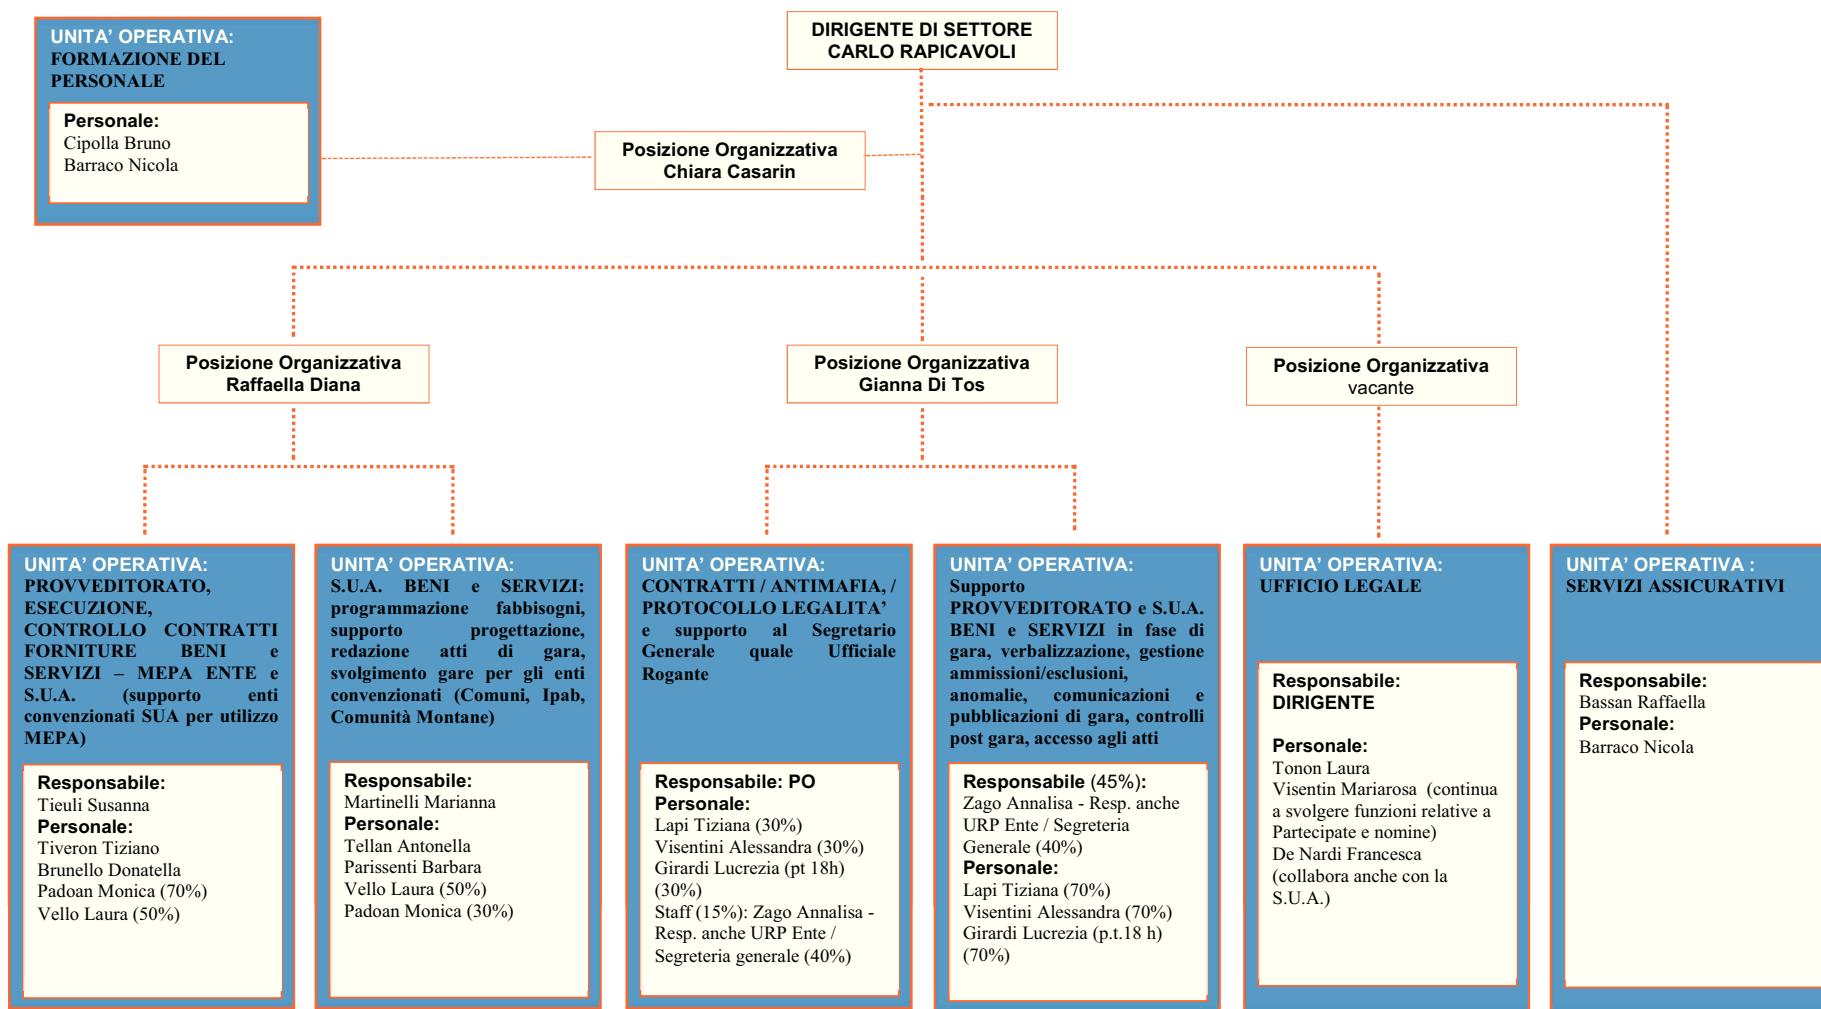 UNITA’ OPERATIVA:
FORMAZIONE DEL
PERSONALE
Personale:
Cipolla Bruno
Barraco Nicola
DIRIGENTE DI SETTORE
CARLO RAPICAVOLI
Posizione Organizzativa
Chiara Casarin
Posizione Organizzativa
Raffaella Diana
Posizione Organizzativa
Gianna Di Tos
Posizione Organizzativa
vacante
UNITA’ OPERATIVA:
PROVVEDITORATO,
ESECUZIONE,
CONTROLLO CONTRATTI
FORNITURE BENI e
SERVIZI – MEPA ENTE e
S.U.A. (supporto enti
convenzionati SUA per utilizzo
MEPA)
Responsabile:
Tieuli Susanna
Personale:
Tiveron Tiziano
Brunello Donatella
Padoan Monica (70%)
Vello Laura (50%)
UNITA’ OPERATIVA:
S.U.A. BENI e SERVIZI:
programmazione fabbisogni,
supporto progettazione,
redazione atti di gara,
svolgimento gare per gli enti
convenzionati (Comuni, Ipab,
Comunità Montane)
Responsabile:
Martinelli Marianna
Personale:
Tellan Antonella
Parissenti Barbara
Vello Laura (50%)
Padoan Monica (30%)
UNITA’ OPERATIVA:
CONTRATTI / ANTIMAFIA, /
PROTOCOLLO LEGALITA’
e supporto al Segretario
Generale quale Ufficiale
Rogante
Responsabile: PO
Personale:
Lapi Tiziana (30%)
Visentini Alessandra (30%)
Girardi Lucrezia (pt 18h)
(30%)
Staff (15%): Zago Annalisa -
Resp. anche URP Ente /
Segreteria generale (40%)
UNITA’ OPERATIVA:
Supporto
PROVVEDITORATO e S.U.A.
BENI e SERVIZI in fase di
gara, verbalizzazione, gestione
ammissioni/esclusioni,
anomalie, comunicazioni e
pubblicazioni di gara, controlli
post gara, accesso agli atti
Responsabile (45%):
Zago Annalisa - Resp. anche
URP Ente / Segreteria
Generale (40%)
Personale:
Lapi Tiziana (70%)
Visentini Alessandra (70%)
Girardi Lucrezia (p.t.18 h)
(70%)
UNITA’ OPERATIVA:
UFFICIO LEGALE
Responsabile:
DIRIGENTE
Personale:
Tonon Laura
Visentin Mariarosa (continua
a svolgere funzioni relative a
Partecipate e nomine)
De Nardi Francesca
(collabora anche con la
S.U.A.)
UNITA’ OPERATIVA :
SERVIZI ASSICURATIVI
Responsabile:
Bassan Raffaella
Personale:
Barraco Nicola